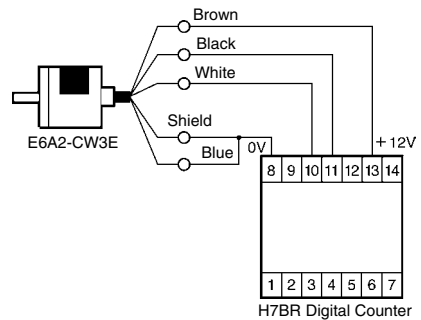 Brown
Black
White
Shield
Blue
E6A2-CW3E
0V
+12V
8 9 10 11 12 13 14
1 2 3 4 5 6 7
H7BR Digital Counter